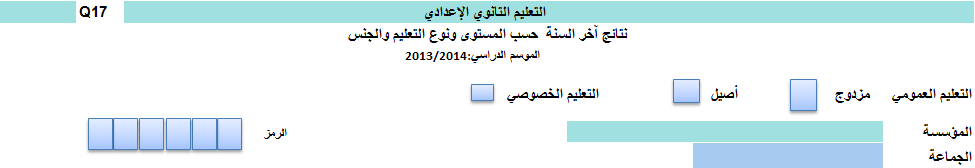 التعليم الثانوي الإعدادي Q17
نتائج آخر السنة حسب المستوى ونوع التعليم والجنس
الموسم الدراسي:2013/2014
التعليم العمومي مزدوج أصيل التعليم الخصوصي
المؤسسة الرمز
الجماعة